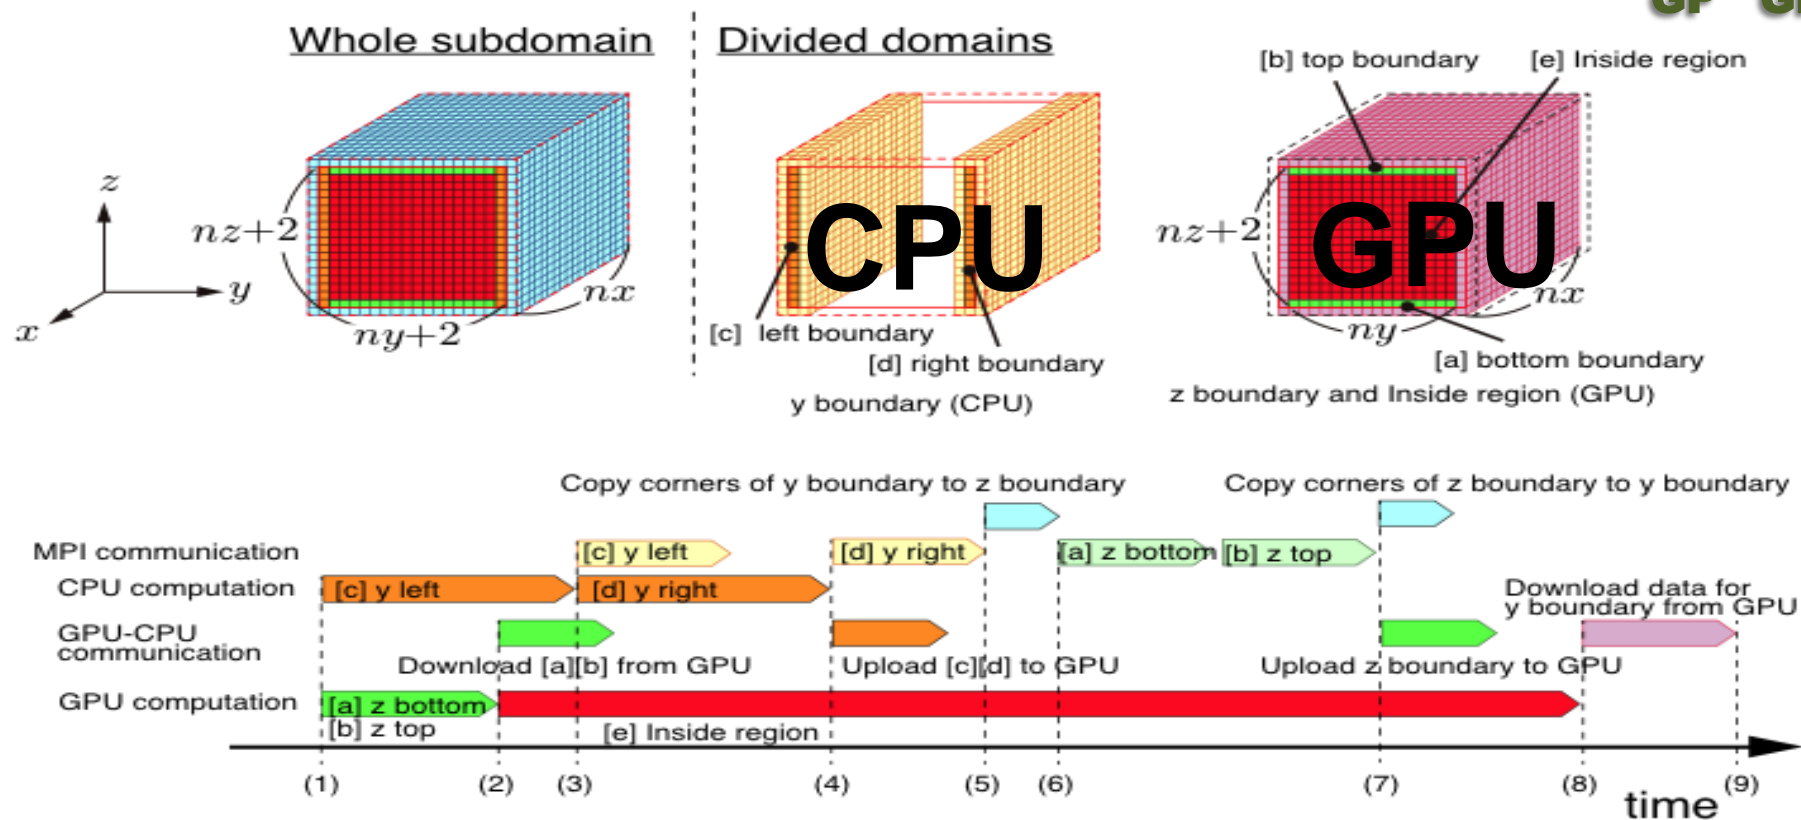 Whole subdomain
Divided domains
[b] top boundary
[e] Inside region
z
nz+2
y
x
ny+2
nx
CPU
[c] left boundary
[d] right boundary
y boundary (CPU)
nz+2
GPU
nx
ny
[a] bottom boundary
z boundary and Inside region (GPU)
Copy corners of y boundary to z boundary
Copy corners of z boundary to y boundary
MPI communication
[c] y left
[d] y right
[a] z bottom
[b] z top
CPU computation
[c] y left
[d] y right
Download data for
y boundary from GPU
GPU-CPU
communication
Download [a][b] from GPU
Upload [c][d] to GPU
Upload z boundary to GPU
GPU computation
[a] z bottom
[b] z top
[e] Inside region
(1)
(2)
(3)
(4)
(5)
(6)
(7)
(8)
(9)
time